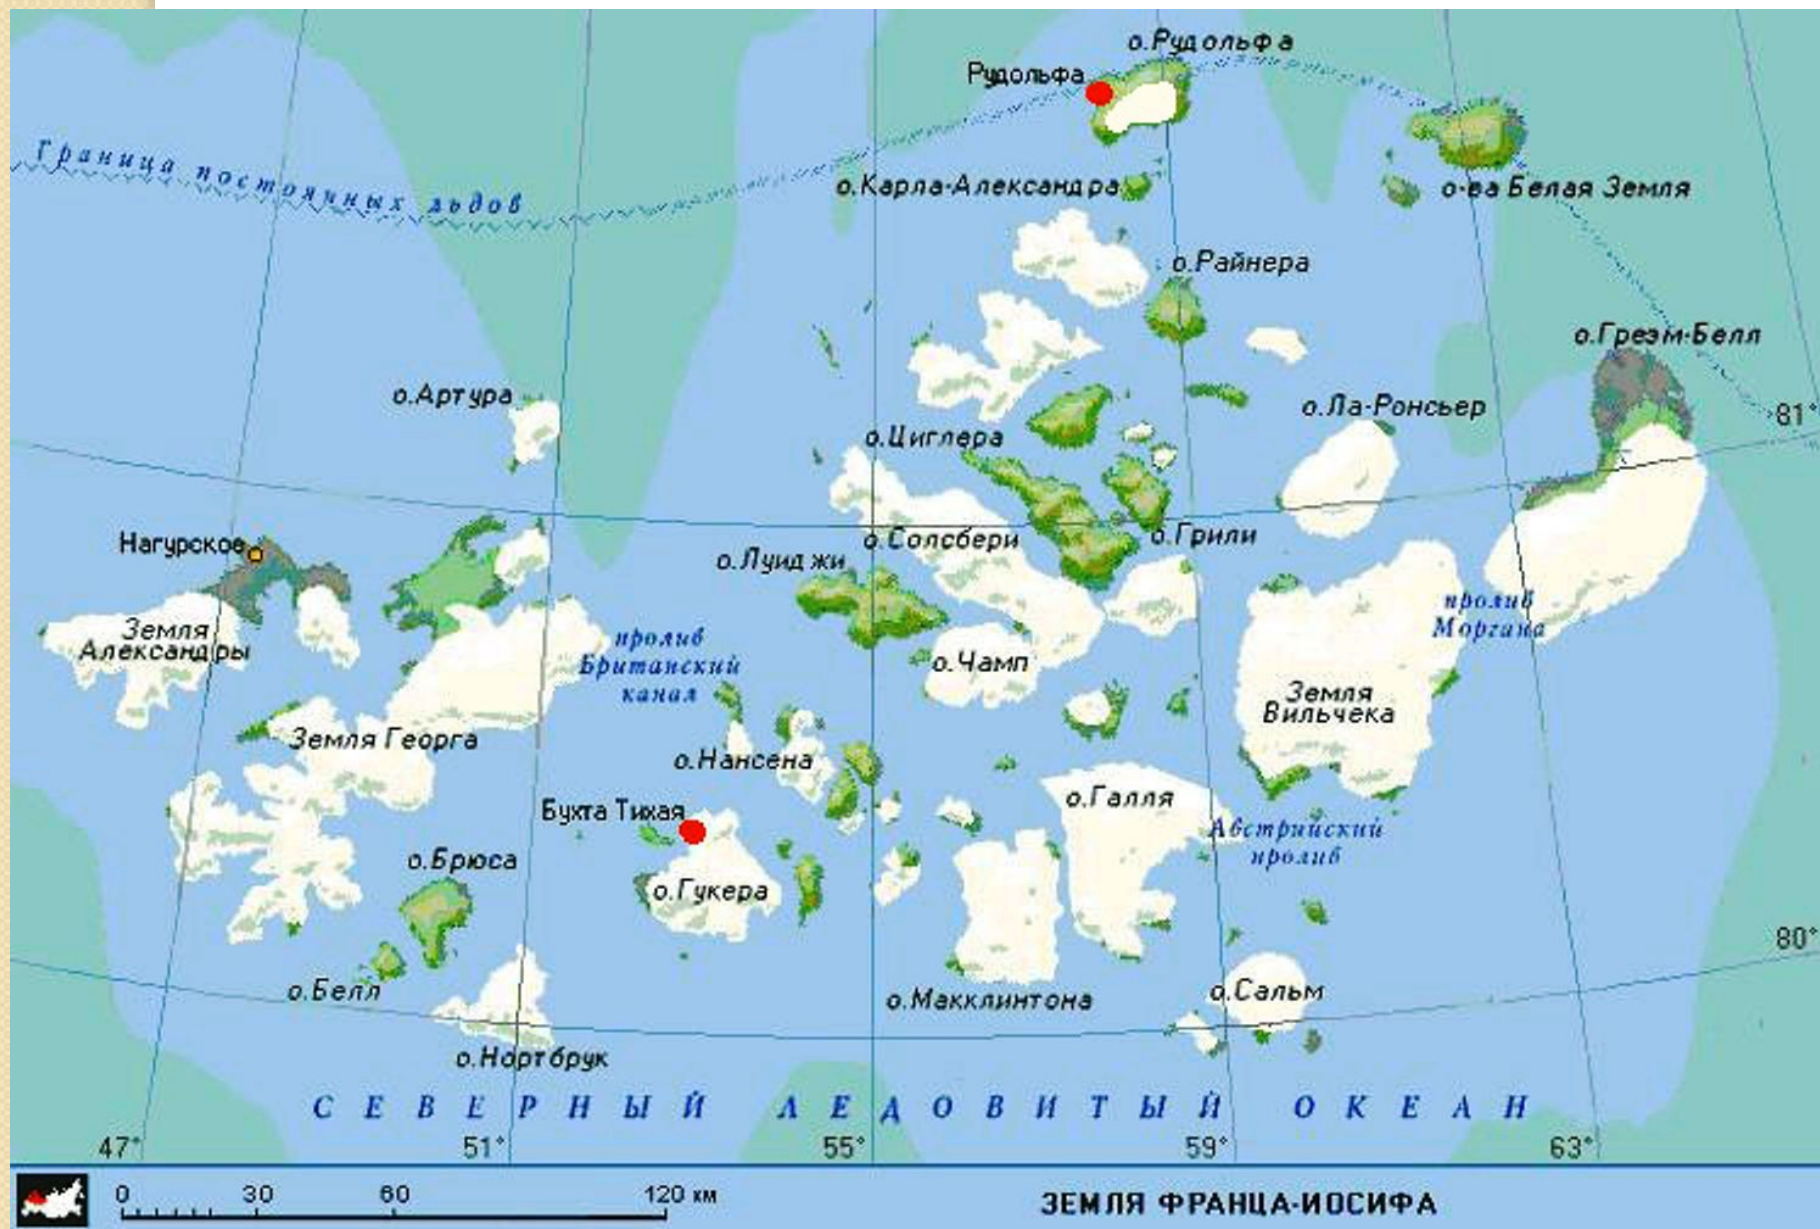 о.Рудольфа
Рудольфа
Граница постоянных льдов
о.Карла-Александра
о-ва Белая Земля
о.Райнера
о.Греэм-Белл
о.Артура
о.Ла-Ронсьер
81°
о.Циглера
Нагурское
о.Солсбери
о.Грили
о.Луиджи
пролив
Моргана
Земля
Александры
пролив
Британский
канал
о.Чамп
Земля
Вильчека
Земля Георга
о.Нансена
о.Галля
Бухта Тихая
Австрийский
пролив
о.Брюса
о.Гукера
80°
о.Белл
о.Макклинтона
о.Сальм
о.Нортбрук
СЕВЕРНЫЙ ЛЕДОВИТЫЙ ОКЕАН
47° 51° 55° 59° 63°
0 30 60 120 км
ЗЕМЛЯ ФРАНЦА-ИОСИФА